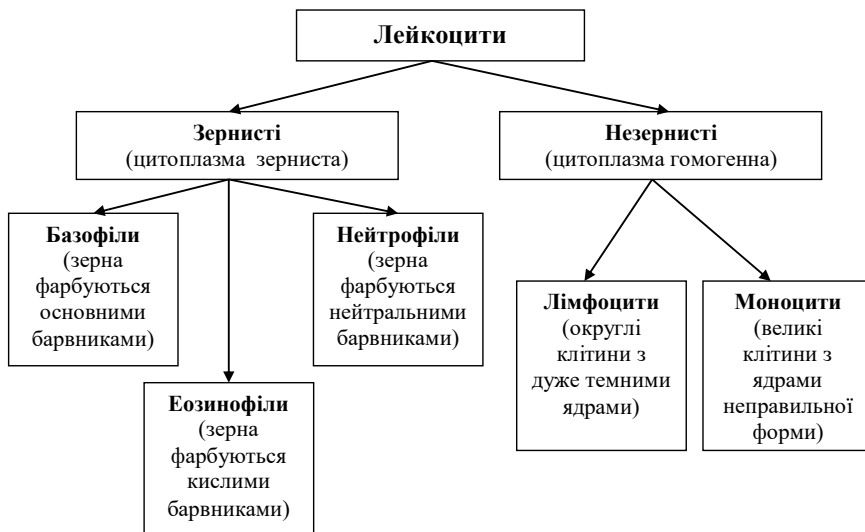 Лейкоцити
Зернисті
(цитоплазма зерниста)
Незернисті
(цитоплазма гомогенна)
Базофіли
(зерна
фарбуються
основними
барвниками)
Нейтрофіли
(зерна
фарбуються
нейтральними
барвниками)
Еозинофіли
(зерна
фарбуються
кислими
барвниками)
Лімфоцити
(округлі
клітини з
дуже темними
ядрами)
Моноцити
(великі
клітини з
ядрами
неправильної
форми)